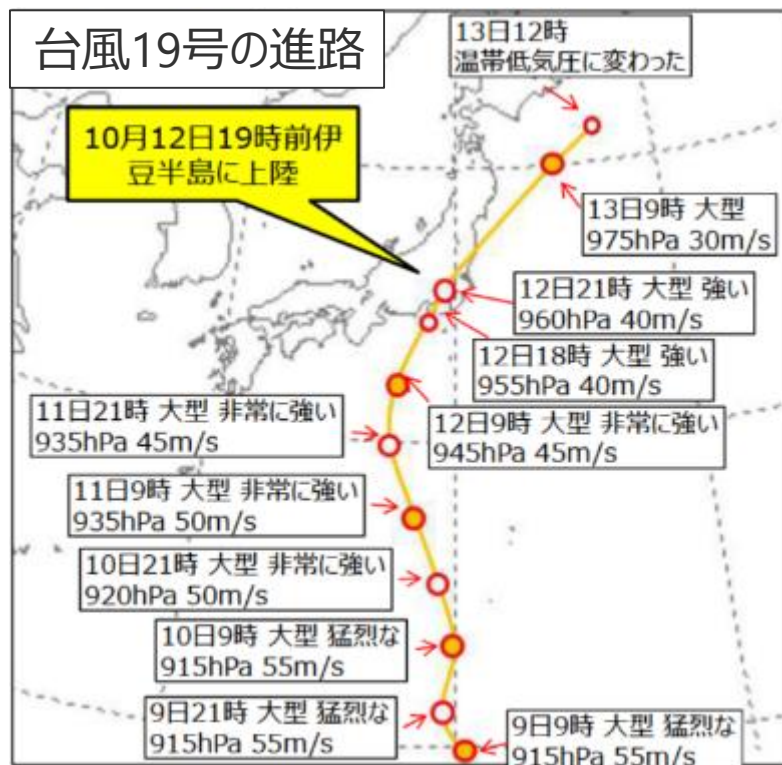 台風19号の進路
13日12時
温帯低気圧に変わった
10月12日19時前伊
豆半島に上陸
13日9時 大型
975hPa 30m/s
12日21時 大型 強い
960hPa 40m/s
12日18時 大型 強い
955hPa 40m/s
12日9時 大型 非常に強い
945hPa 45m/s
11日21時 大型 非常に強い
935hPa 45m/s
11日9時 大型 非常に強い
935hPa 50m/s
10日21時 大型 非常に強い
920hPa 50m/s
10日9時 大型 猛烈な
915hPa 55m/s
9日21時 大型 猛烈な
915hPa 55m/s
9日9時 大型 猛烈な
915hPa 55m/s